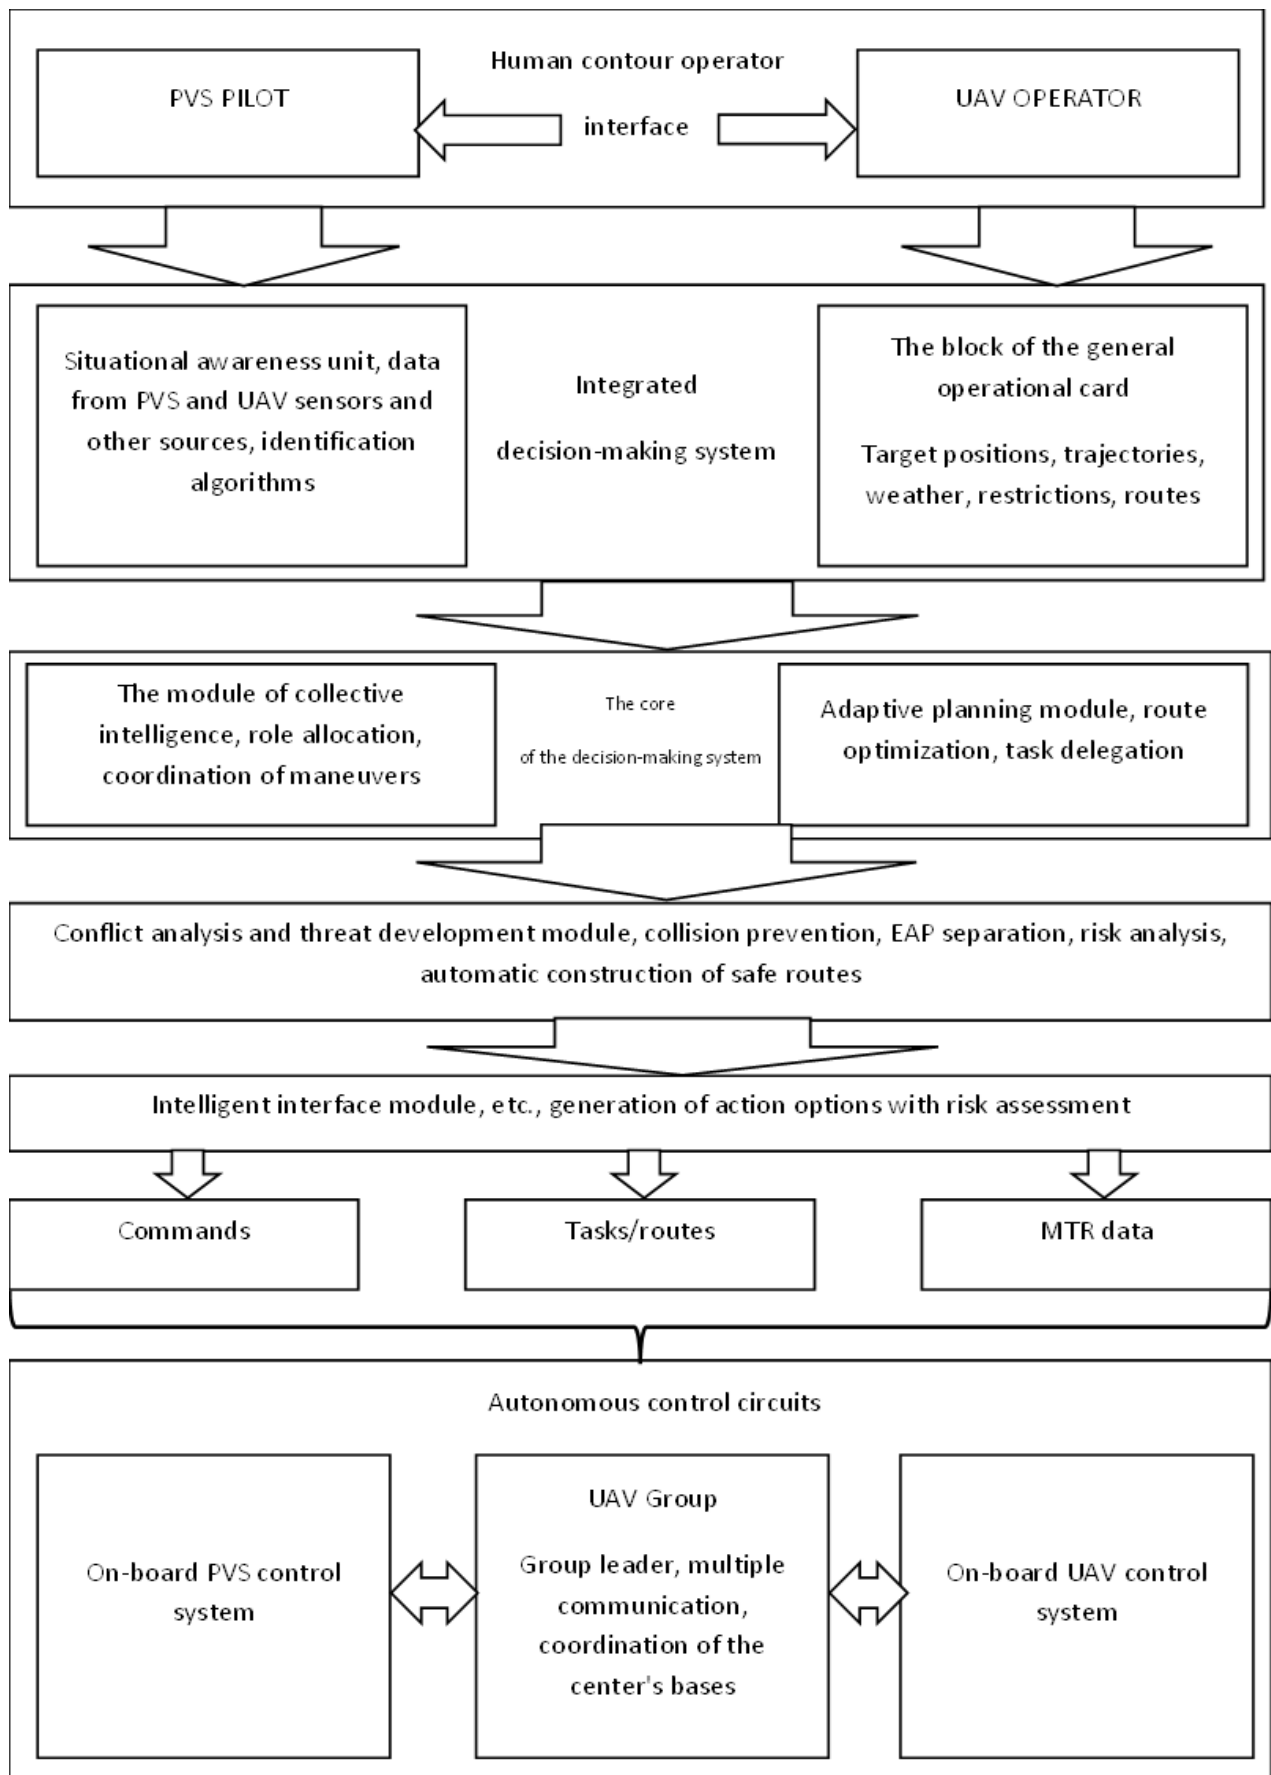 Human contour operator
interface
PVS PILOT
UAV OPERATOR
Situational awareness unit, data
from PVS and UAV sensors and
other sources, identification
algorithms
Integrated
decision-making system
The block of the general
operational card
Target positions, trajectories,
weather, restrictions, routes
The module of collective
intelligence, role allocation,
coordination of maneuvers
The core
of the decision-making system
Adaptive planning module, route
optimization, task delegation
Conflict analysis and threat development module, collision prevention, EAP separation, risk analysis,
automatic construction of safe routes
Intelligent interface module, etc., generation of action options with risk assessment
Commands
Tasks/routes
MTR data
Autonomous control circuits
On-board PVS control
system
UAV Group
Group leader, multiple
communication,
coordination of the
center's bases
On-board UAV control
system